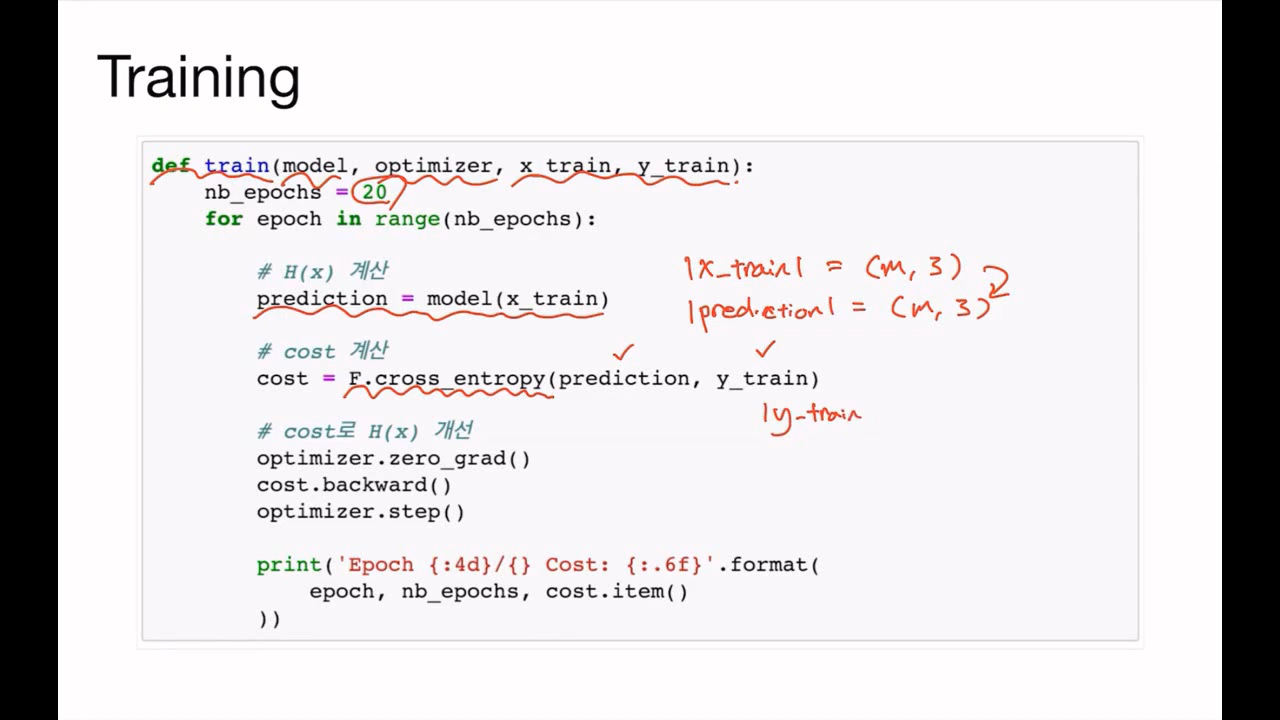 Training
def train(model, optimizer, x_train, y_train):
nb_epochs = 20
for epoch in range(nb_epochs):
# H(x) 계산
|x_train| = (m, 3)
prediction = model(x_train)
|prediction| = (m, 3)
# cost 계산
cost = F.cross_entropy(prediction, y_train)
|y-train
# cost로 H(x) 개선
optimizer.zero_grad()
cost.backward()
optimizer.step()
print('Epoch {:4d}/{} Cost: {:.6f}'.format(
epoch, nb_epochs, cost.item()
))